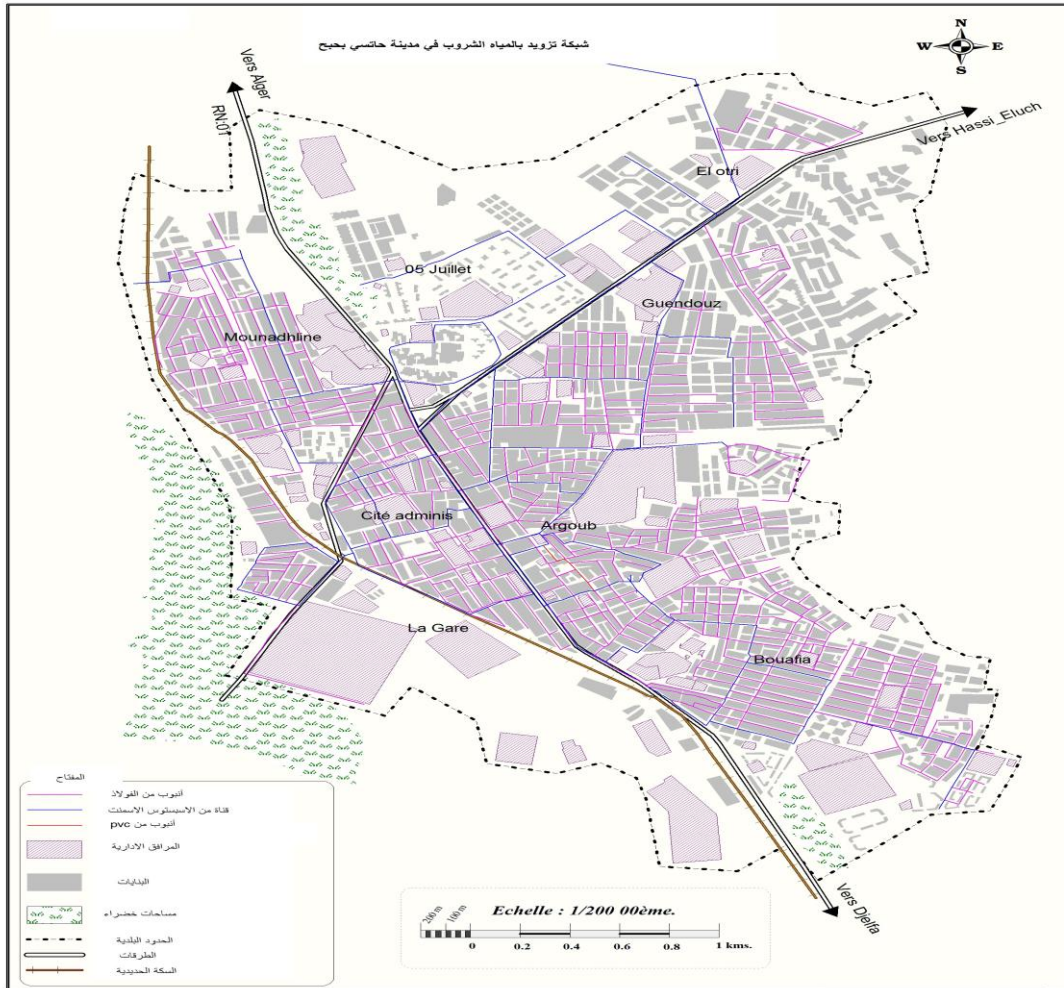 شبكة تزويد بالمياه الشروب في مدينة حاتسي بحبح
N
W E
S
Vers Alger
RN:01
Vers Hassi_Eluch
El otri
05 Juillet
Guendouz
Mounadhline
Cité adminis
Argoub
La Gare
Bouafia
Vers Djelfa
المفتاح
أنبوب من الفولاذ
قناة من الاسبستوس الاسمنت
أنبوب من pvc
المرافق الادارية
البنايات
مساحات خضراء
الحدود البلدية
الطرقات
السكة الحديدية
Echelle : 1/200 00ème.
200 m 100 m
0 0.2 0.4 0.6 0.8 1 kms.